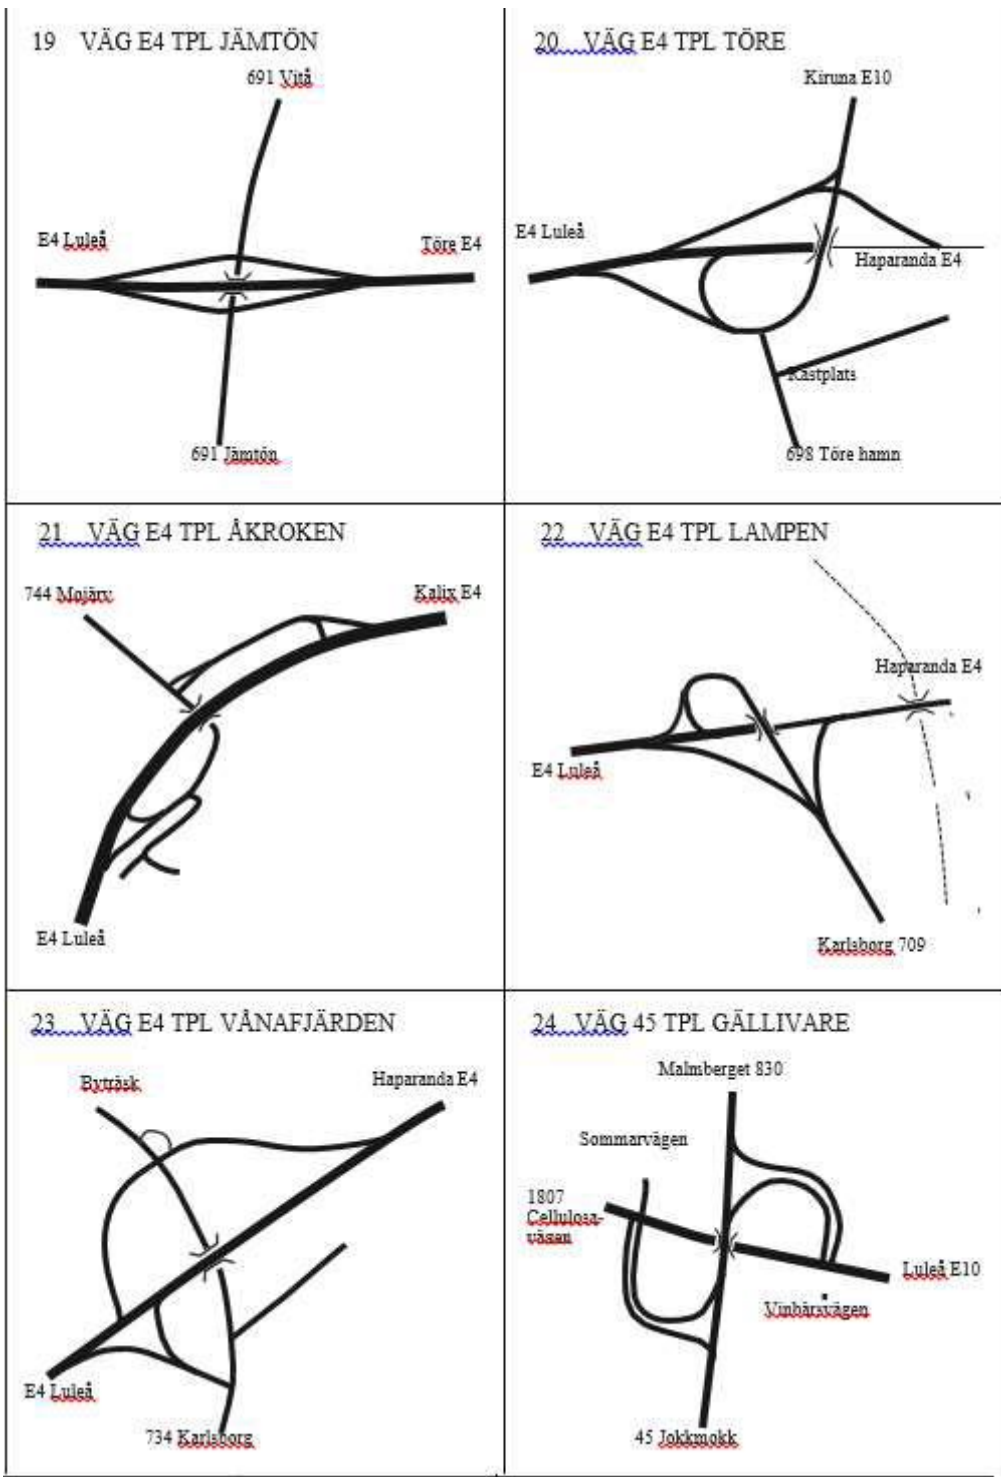 19 VÄG E4 TPL JÄMTÖN
691 Vitå
E4 Luleå
Töre E4
691 Jämtön
20 VÄG E4 TPL TÖRE
Kiruna E10
E4 Luleå
Haparanda E4
Rastplats
698 Töre hamn
21 VÄG E4 TPL ÅKROKEN
744 Mojärv
Kalix E4
E4 Luleå
22 VÄG E4 TPL LAMPEN
Haparanda E4
E4 Luleå
Karlsborg 709
23 VÄG E4 TPL VÅNAFJÄRDEN
Byträsk
Haparanda E4
E4 Luleå
734 Karlsborg
24 VÄG 45 TPL GÄLLIVARE
Malmberget 830
Sommarvägen
1807
Cellulosa-
vägen
Luleå E10
Vinbärsvägen
45 Jokkmokk